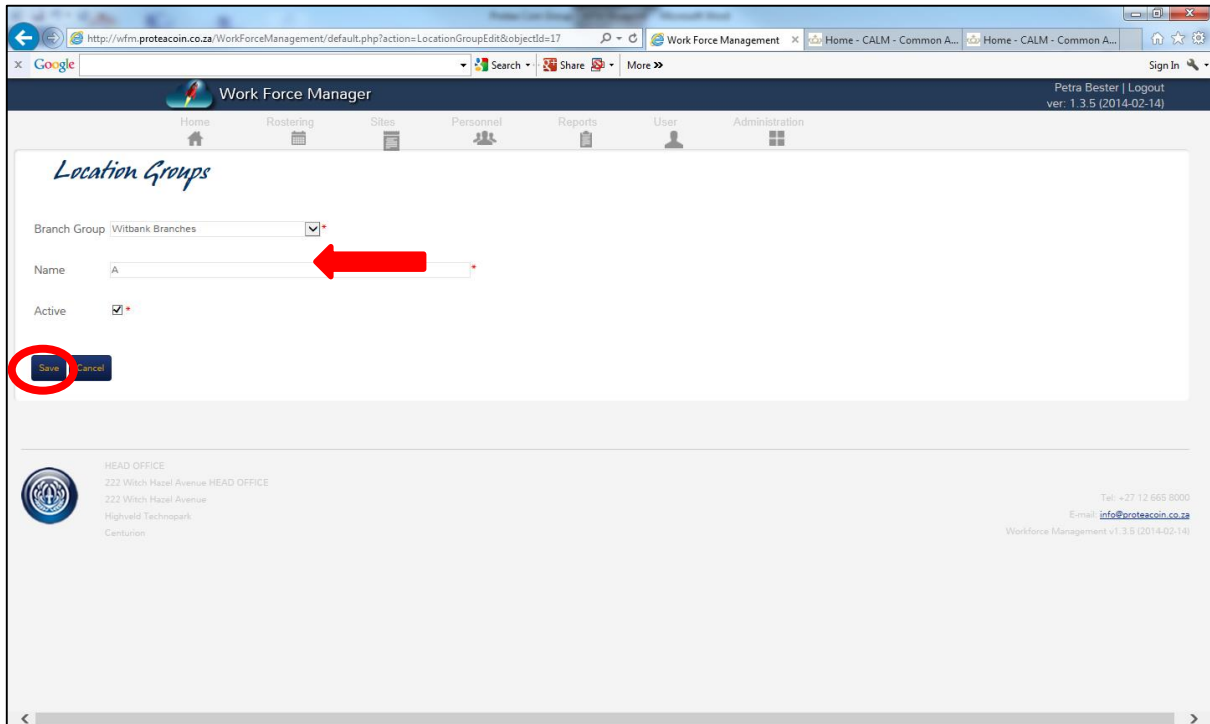 http://wfm.proteacoin.co.za/WorkForceManagement/default.php?action=LocationGroupEdit&objectId=17
Work Force Management
Home - CALM - Common A...
Home - CALM - Common A...
x Google
Search
Share
More »
Sign In
Work Force Manager
Petra Bester | Logout
ver: 1.3.5 (2014-02-14)
Home
Rostering
Sites
Personnel
Reports
User
Administration
Location Groups
Branch Group
Witbank Branches
*
Name
A
*
Active
*
Save
Cancel
HEAD OFFICE
222 Witch Hazel Avenue HEAD OFFICE
222 Witch Hazel Avenue
Highveld Technopark
Centurion
Tel: +27 12 665 8000
E-mail: info@proteacoin.co.za
Workforce Management v1.3.5 (2014-02-14)